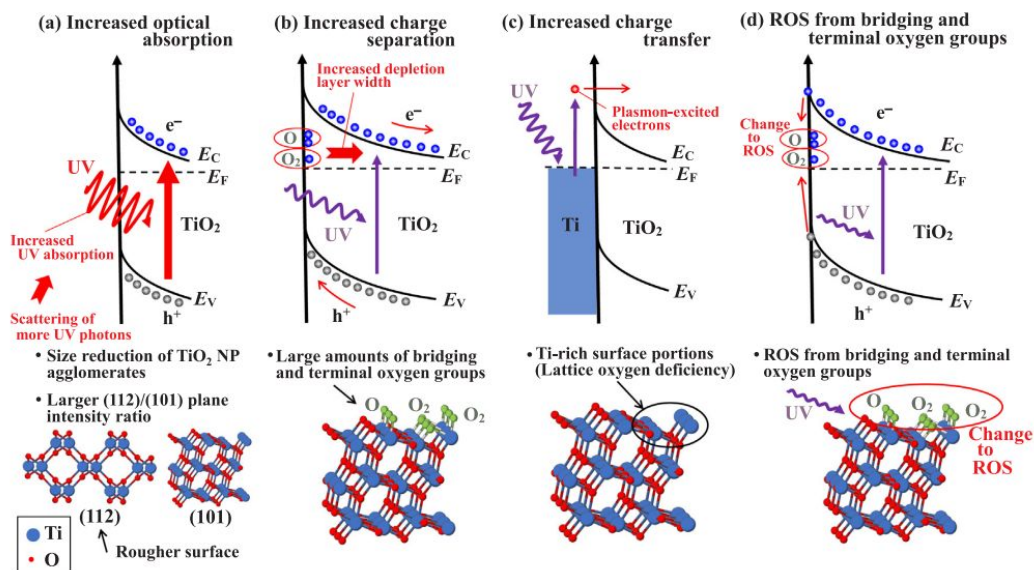 (a) Increased optical
absorption
e⁻
E_C
E_F
UV
TiO₂
Increased
UV absorption
Scattering of
more UV photons
E_V
h⁺
• Size reduction of TiO₂ NP
agglomerates
• Larger (112)/(101) plane
intensity ratio
(112)
(101)
Ti
O
Rougher surface
(b) Increased charge
separation
Increased depletion
layer width
e⁻
O
O₂
E_C
E_F
UV
TiO₂
E_V
h⁺
• Large amounts of bridging
and terminal oxygen groups
O
O₂
O₂
(c) Increased charge
transfer
UV
Plasmon-excited
electrons
E_C
E_F
Ti
TiO₂
E_V
• Ti-rich surface portions
(Lattice oxygen deficiency)
(d) ROS from bridging and
terminal oxygen groups
e⁻
Change
to
ROS
O
O₂
E_C
E_F
UV
TiO₂
E_V
h⁺
• ROS from bridging and terminal
oxygen groups
UV
O
O₂
O₂
Change
to
ROS